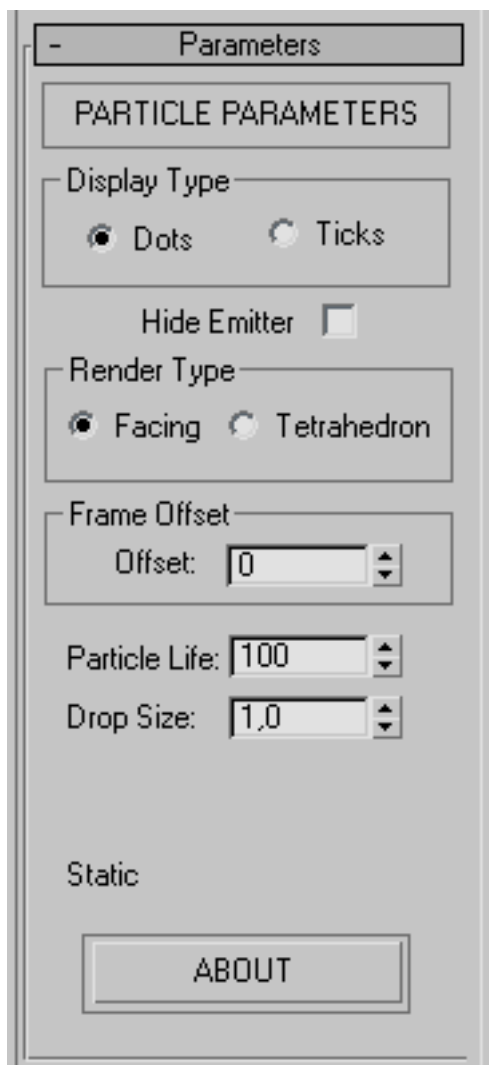 - Parameters
PARTICLE PARAMETERS
Display Type
Dots Ticks
Hide Emitter
Render Type
Facing Tetrahedron
Frame Offset
Offset: 0
Particle Life: 100
Drop Size: 1,0
Static
ABOUT